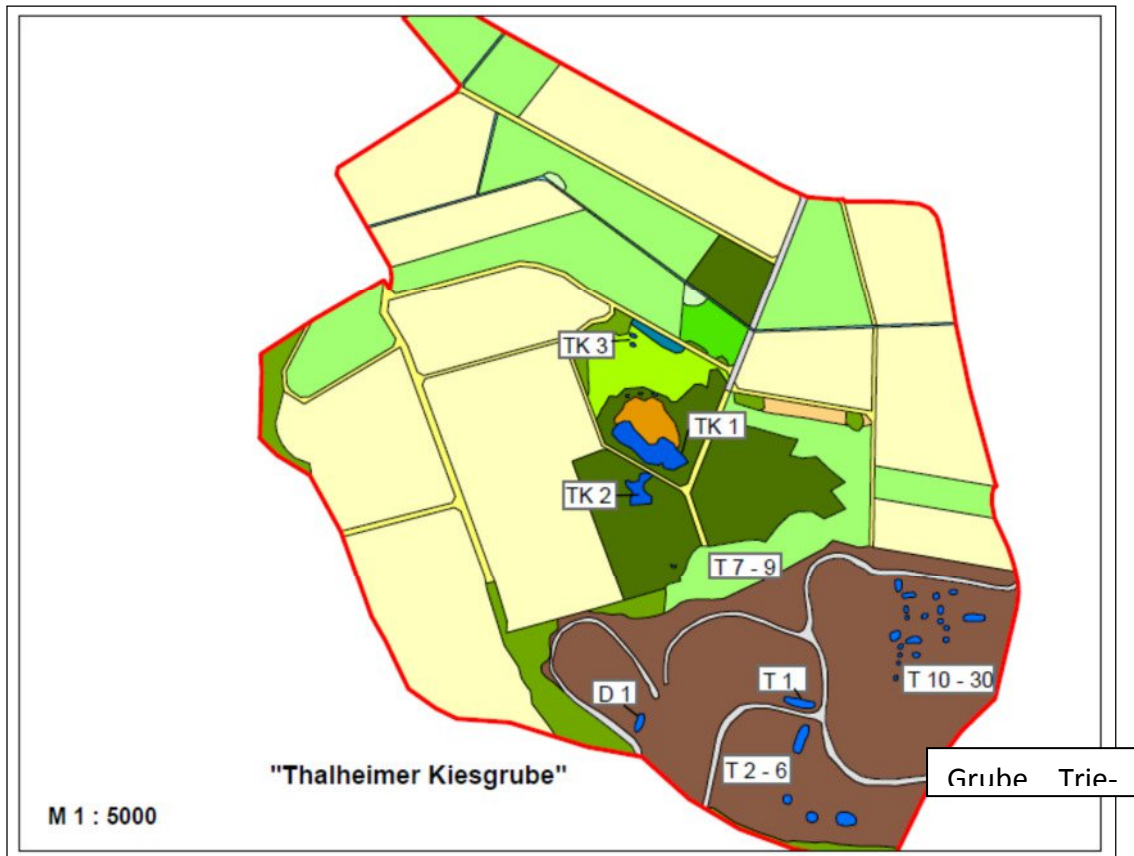 TK 3
TK 1
TK 2
T 7 - 9
T 10 - 30
T 1
D 1
T 2 - 6
"Thalheimer Kiesgrube"
Grube Trie-
M 1 : 5000